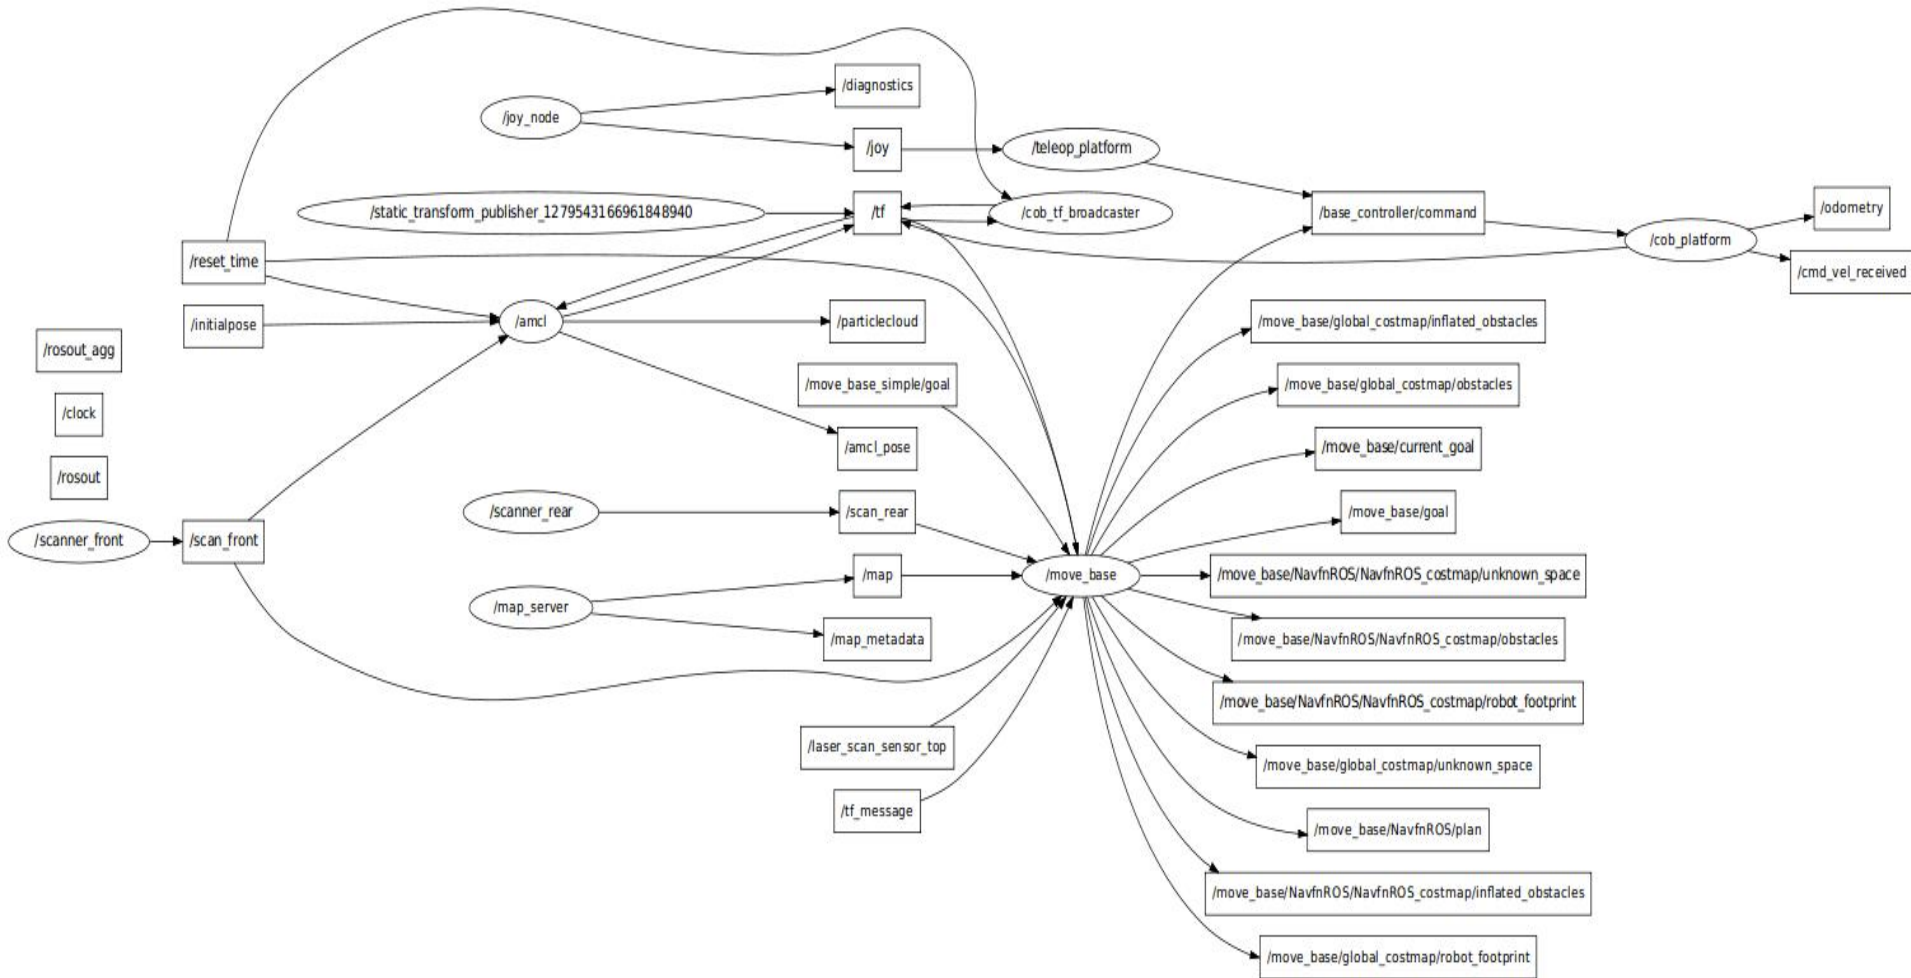 /diagnostics
/joy_node
/joy
/teleop_platform
/static_transform_publisher_1279543166961848940
/tf
/cob_tf_broadcaster
/base_controller/command
/odometry
/cob_platform
/reset_time
/cmd_vel_received
/initialpose
/amcl
/particlecloud
/move_base/global_costmap/inflated_obstacles
/rosout_agg
/move_base_simple/goal
/move_base/global_costmap/obstacles
/clock
/amcl_pose
/move_base/current_goal
/rosout
/scanner_rear
/scan_rear
/move_base/goal
/scanner_front
/scan_front
/map
/move_base
/move_base/NavfnROS/NavfnROS_costmap/unknown_space
/map_server
/map_metadata
/move_base/NavfnROS/NavfnROS_costmap/obstacles
/move_base/NavfnROS/NavfnROS_costmap/robot_footprint
/laser_scan_sensor_top
/move_base/global_costmap/unknown_space
/tf_message
/move_base/NavfnROS/plan
/move_base/NavfnROS/NavfnROS_costmap/inflated_obstacles
/move_base/global_costmap/robot_footprint